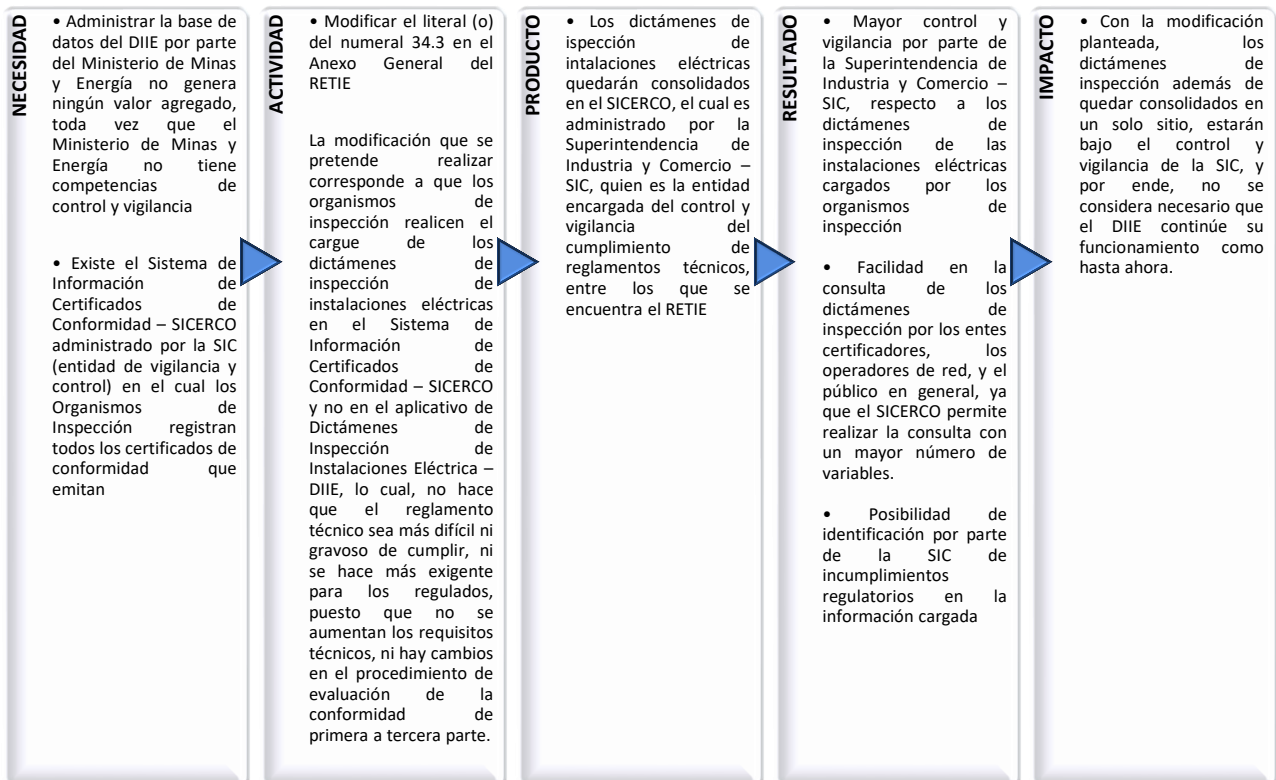 NECESIDAD
• Administrar la base de
datos del DIIE por parte
del Ministerio de Minas
y Energía no genera
ningún valor agregado,
toda vez que el
Ministerio de Minas y
Energía no tiene
competencias de
control y vigilancia
• Existe el Sistema de
Información de
Certificados de
Conformidad – SICERCO
administrado por la SIC
(entidad de vigilancia y
control) en el cual los
Organismos de
Inspección registran
todos los certificados de
conformidad que
emitan
ACTIVIDAD
• Modificar el literal (o)
del numeral 34.3 en el
Anexo General del
RETIE
La modificación que se
pretende realizar
corresponde a que los
organismos de
inspección realicen el
cargue de los
dictámenes de
inspección de
instalaciones eléctricas
en el Sistema de
Información de
Certificados de
Conformidad – SICERCO
y no en el aplicativo de
Dictámenes de
Inspección de
Instalaciones Eléctrica –
DIIE, lo cual, no hace
que el reglamento
técnico sea más difícil ni
gravoso de cumplir, ni
se hace más exigente
para los regulados,
puesto que no se
aumentan los requisitos
técnicos, ni hay cambios
en el procedimiento de
evaluación de la
conformidad de
primera a tercera parte.
PRODUCTO
• Los dictámenes de
ispección de
intalaciones eléctricas
quedarán consolidados
en el SICERCO, el cual es
administrado por la
Superintendencia de
Industria y Comercio –
SIC, quien es la entidad
encargada del control y
vigilancia del
cumplimiento de
reglamentos técnicos,
entre los que se
encuentra el RETIE
RESULTADO
• Mayor control y
vigilancia por parte de
la Superintendencia de
Industria y Comercio –
SIC, respecto a los
dictámenes de
inspección de las
instalaciones eléctricas
cargados por los
organismos de
inspección
• Facilidad en la
consulta de los
dictámenes de
inspección por los entes
certificadores, los
operadores de red, y el
público en general, ya
que el SICERCO permite
realizar la consulta con
un mayor número de
variables.
• Posibilidad de
identificación por parte
de la SIC de
incumplimientos
regulatorios en la
información cargada
IMPACTO
• Con la modificación
planteada, los
dictámenes de
inspección además de
quedar consolidados en
un solo sitio, estarán
bajo el control y
vigilancia de la SIC, y
por ende, no se
considera necesario que
el DIIE continúe su
funcionamiento como
hasta ahora.